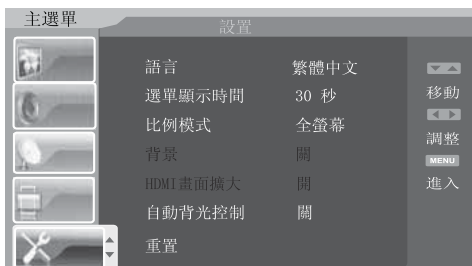 主選單
設置
語言 繁體中文
選單顯示時間 30 秒
比例模式 全螢幕
背景 關
HDMI畫面擴大 開
自動背光控制 關
重置
移動
調整
MENU
進入